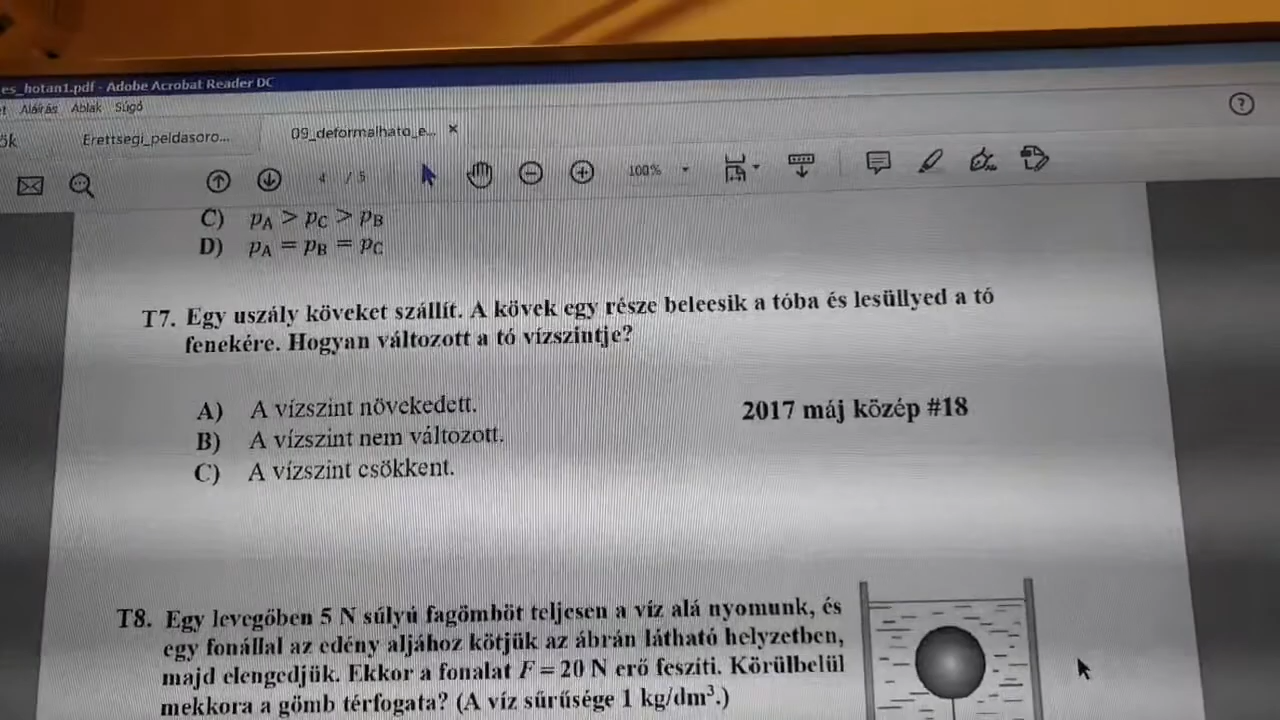 es_hotan1.pdf - Adobe Acrobat Reader DC
Aláírás Ablak Súgó
ők Erettsegi_peldasoro... 09_deformalhato_e... ×
4 / 5 100%
C) pA > pC > pB
D) pA = pB = pC
T7. Egy uszály köveket szállít. A kövek egy része beleesik a tóba és lesüllyed a tó
fenekére. Hogyan változott a tó vízszintje?
A) A vízszint növekedett. 2017 máj közép #18
B) A vízszint nem változott.
C) A vízszint csökkent.
T8. Egy levegőben 5 N súlyú fagömböt teljesen a víz alá nyomunk, és
egy fonállal az edény aljához kötjük az ábrán látható helyzetben,
majd elengedjük. Ekkor a fonalat F = 20 N erő feszíti. Körülbelül
mekkora a gömb térfogata? (A víz sűrűsége 1 kg/dm³.)